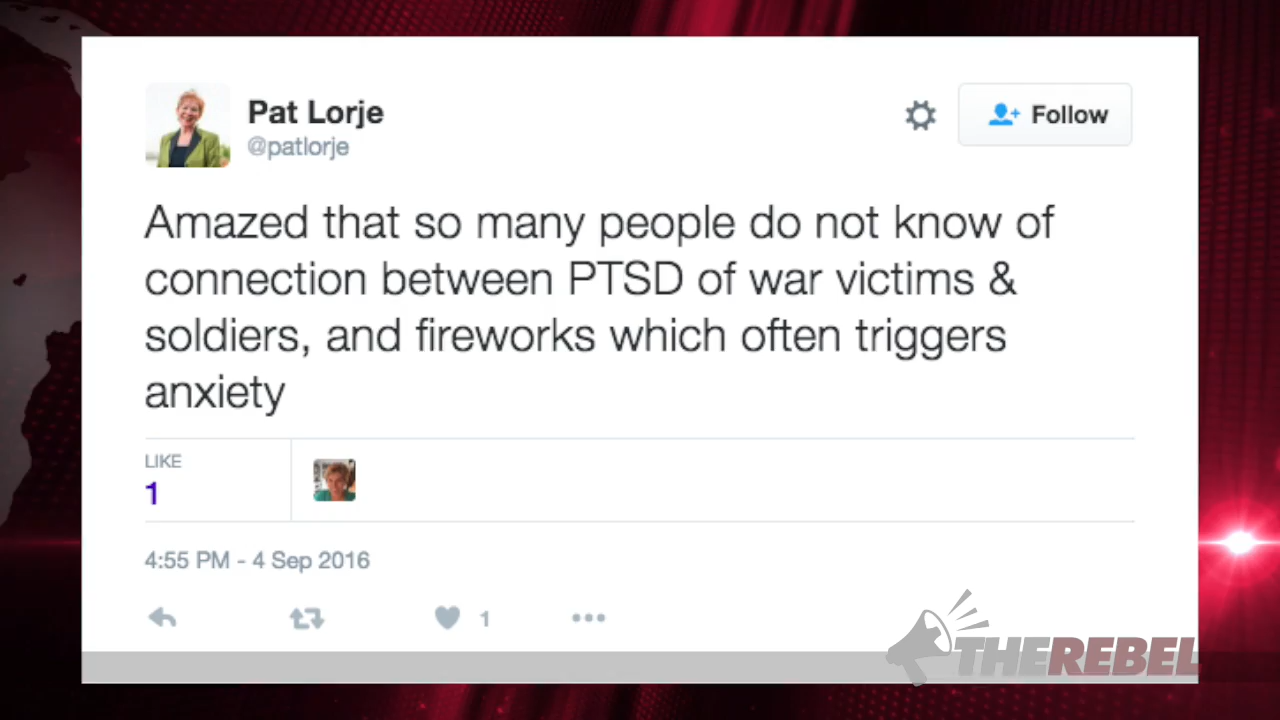 Pat Lorje
@patlorje
Follow
Amazed that so many people do not know of
connection between PTSD of war victims &
soldiers, and fireworks which often triggers
anxiety
LIKE
1
4:55 PM - 4 Sep 2016
1
THEREBEL